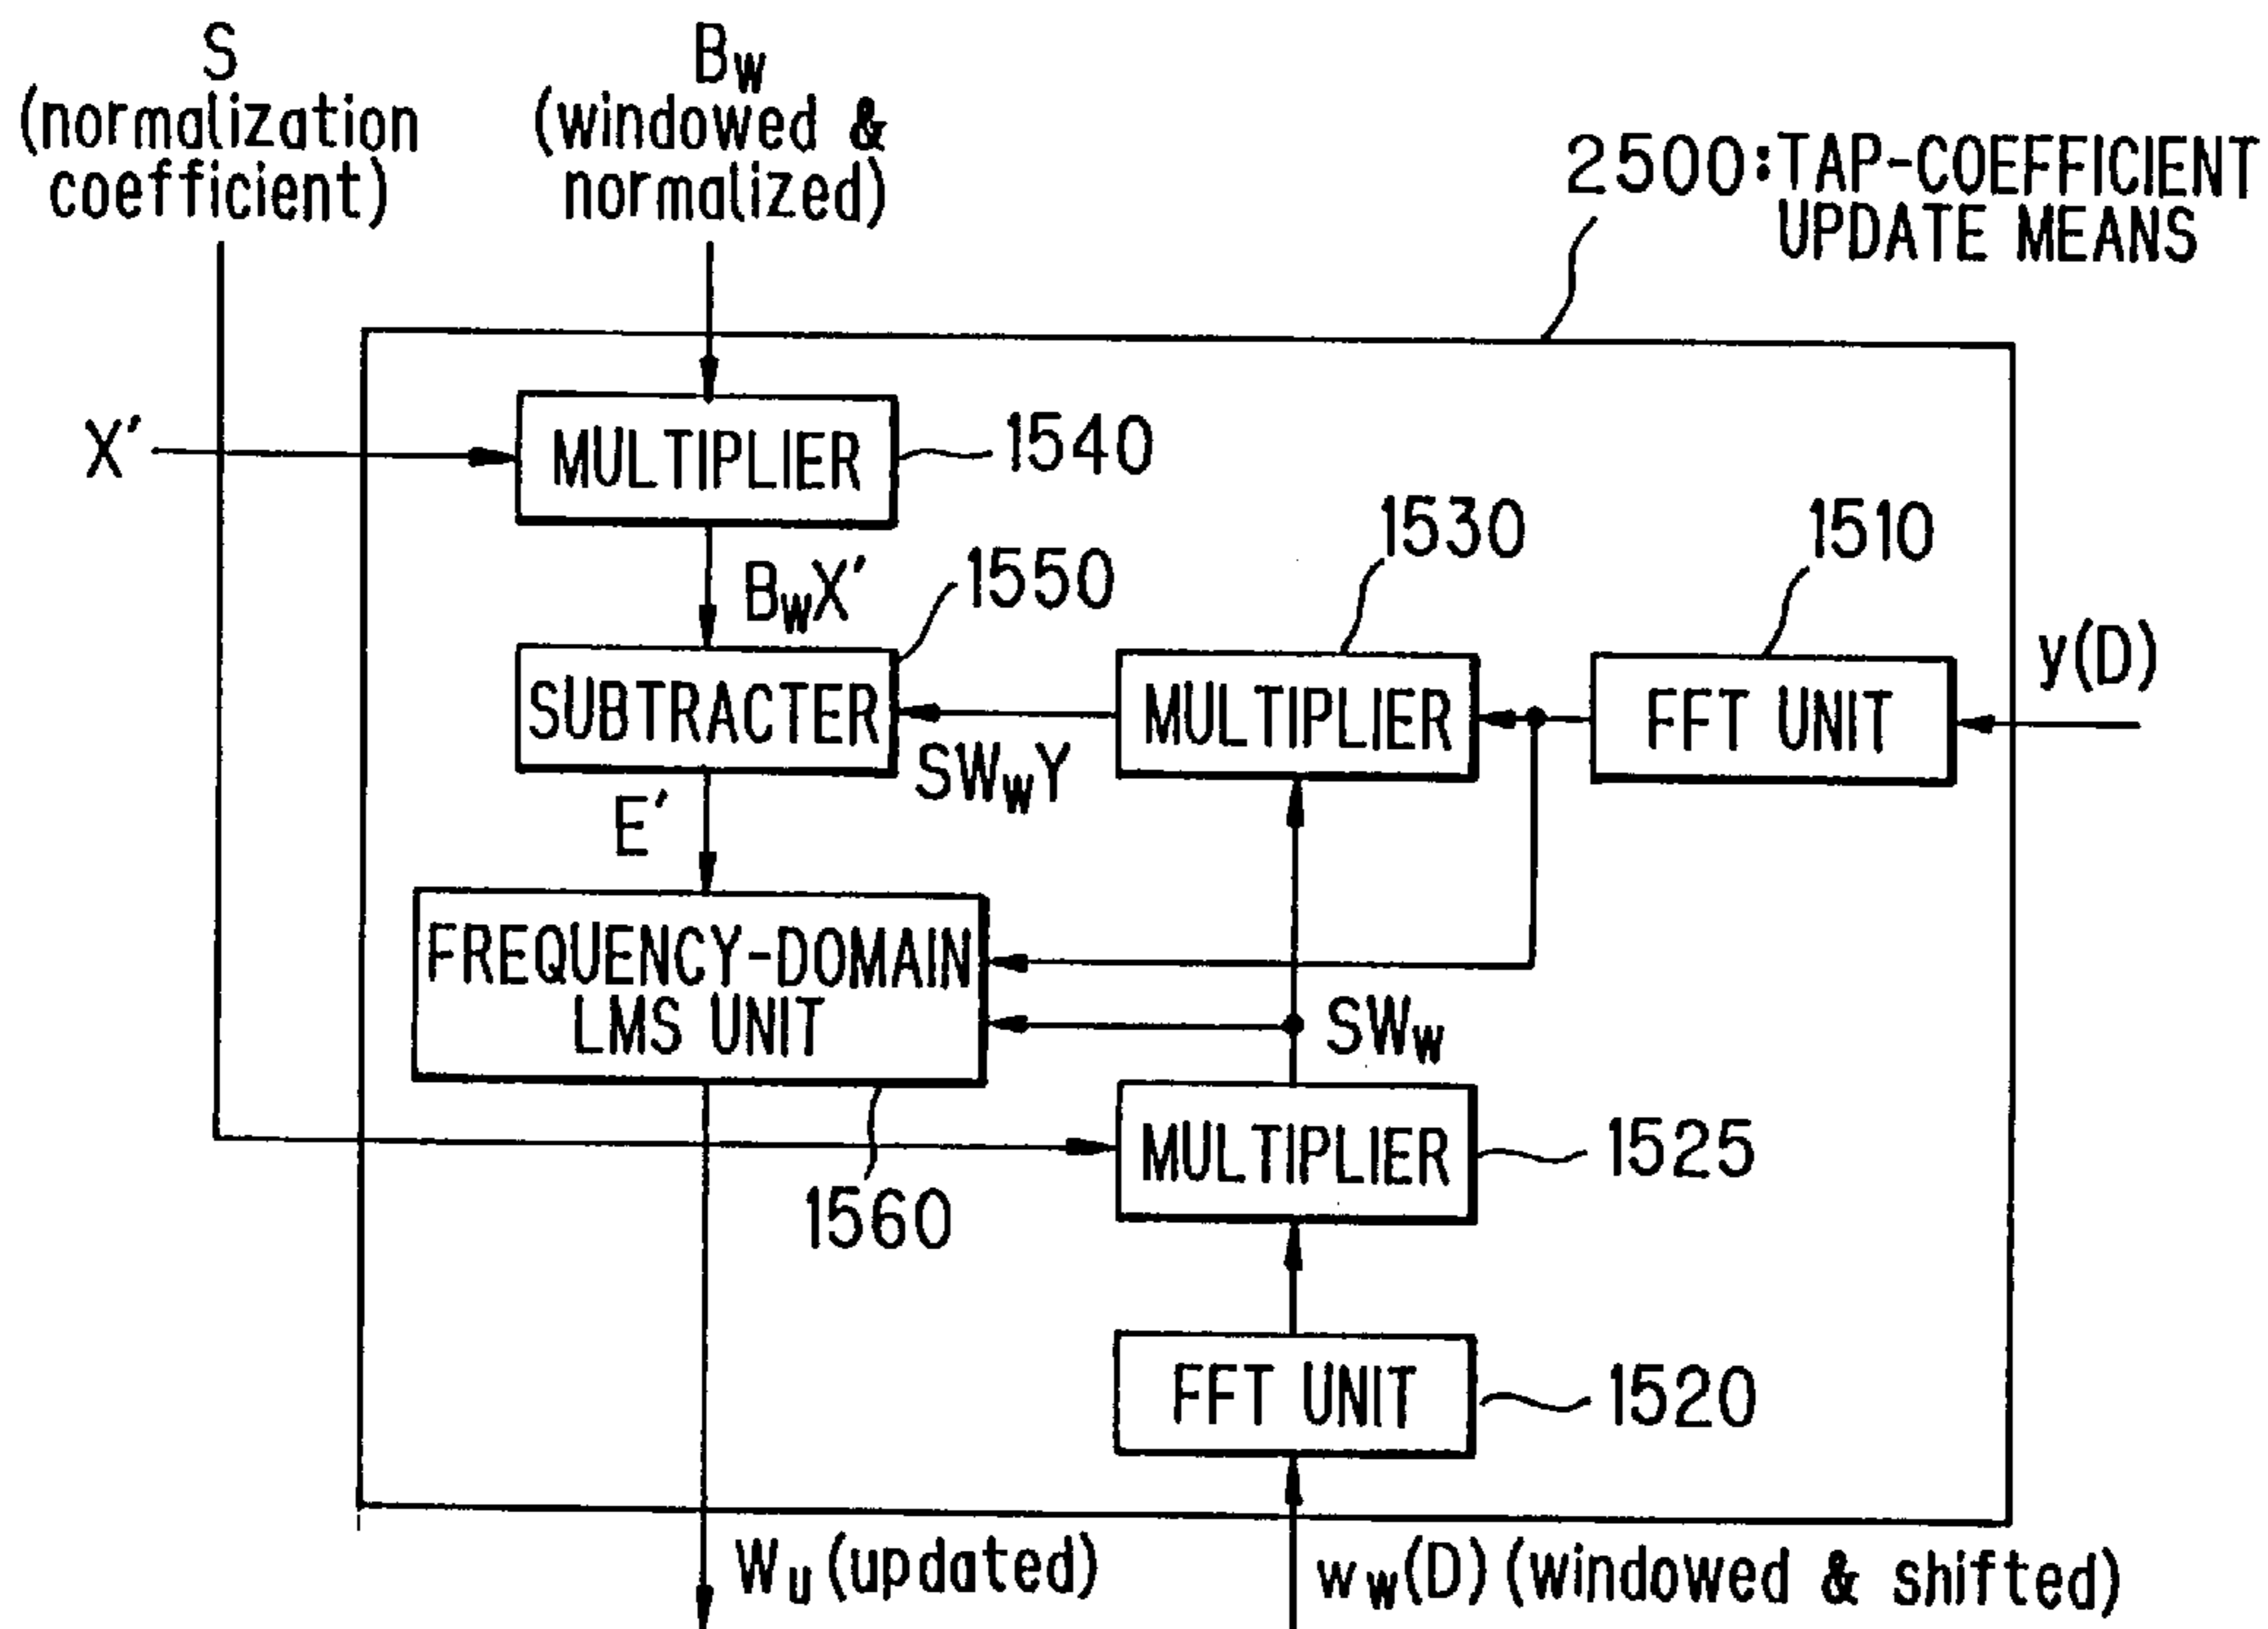 S
(normalization
coefficient)
Bw
(windowed &
normalized)
2500:TAP-COEFFICIENT
UPDATE MEANS
X'
MULTIPLIER
1540
BwX'
1550
1530
1510
SUBTRACTER
MULTIPLIER
FFT UNIT
y(D)
SWwY
E'
FREQUENCY-DOMAIN
LMS UNIT
SWw
MULTIPLIER
1525
1560
FFT UNIT
1520
Wu (updated)
ww(D) (windowed & shifted)